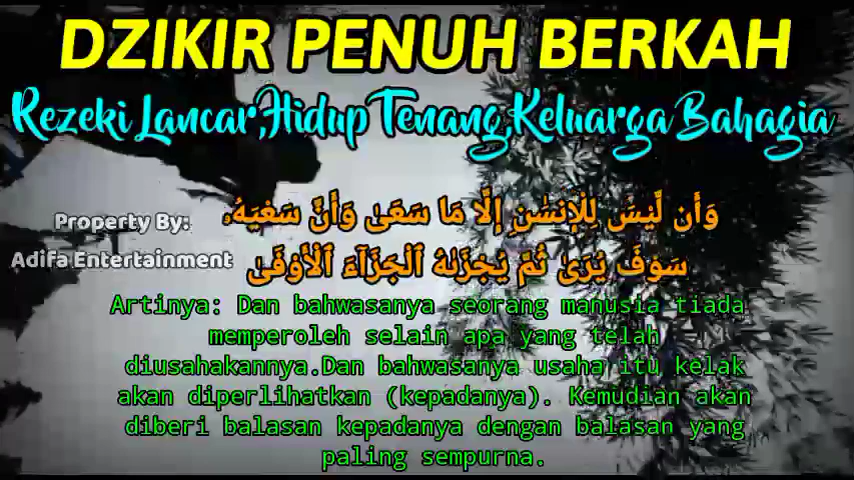 DZIKIR PENUH BERKAH
Rezeki Lancar,Hidup Tenang,Keluarga Bahagia
وَأَن لَّيْسَ لِلْإِنسَٰنِ إِلَّا مَا سَعَىٰ وَأَنَّ سَعْيَهُۥ
سَوْفَ يُرَىٰ ثُمَّ يُجْزَىٰهُ ٱلْجَزَآءَ ٱلْأَوْفَىٰ
Property By:
Adifa Entertainment
Artinya: Dan bahwasanya seorang manusia tiada
memperoleh selain apa yang telah
diusahakannya.Dan bahwasanya usaha itu kelak
akan diperlihatkan (kepadanya). Kemudian akan
diberi balasan kepadanya dengan balasan yang
paling sempurna.